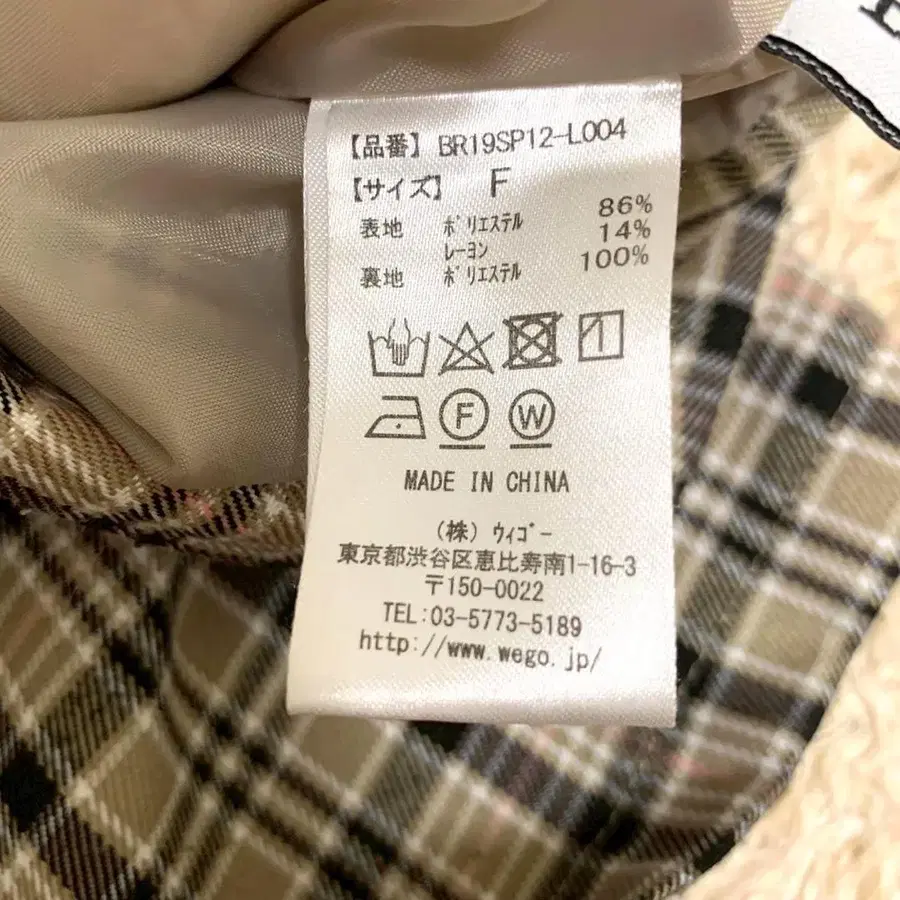 【品番】 BR19SP12-L004
【サイズ】 F
表地 ポリエステル 86%
レーヨン 14%
裏地 ポリエステル 100%
F W
MADE IN CHINA
(株) ウィゴー
東京都渋谷区恵比寿南1-16-3
〒150-0022
TEL:03-5773-5189
http://www.wego.jp/